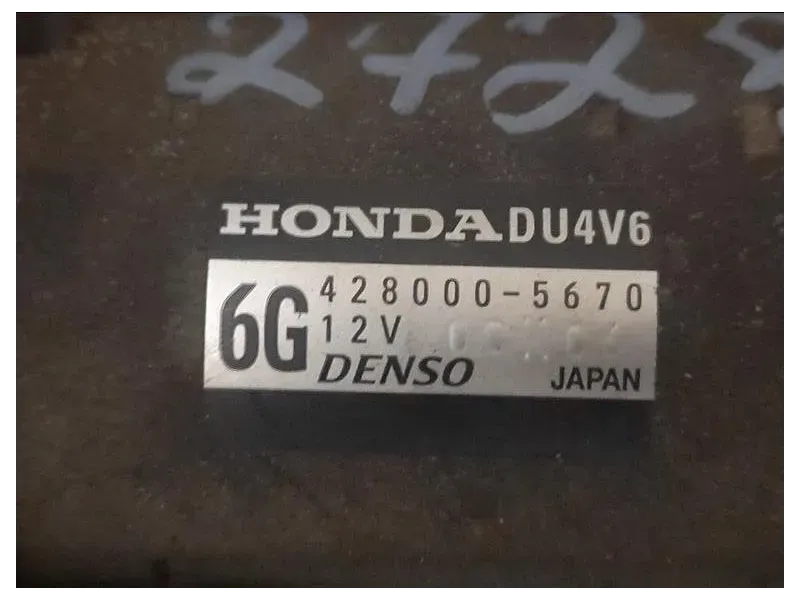 HONDA DU4V6
6G 428000-5670
12V
DENSO JAPAN